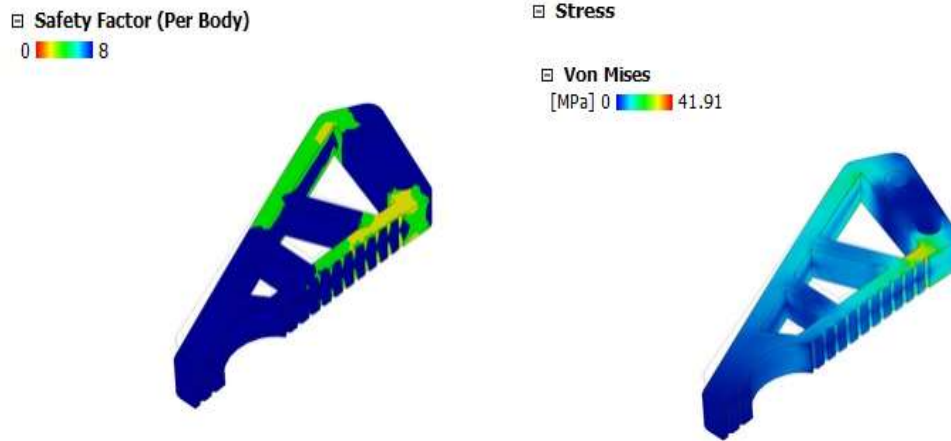 Safety Factor (Per Body)
0 8
Stress
Von Mises
[MPa] 0 41.91